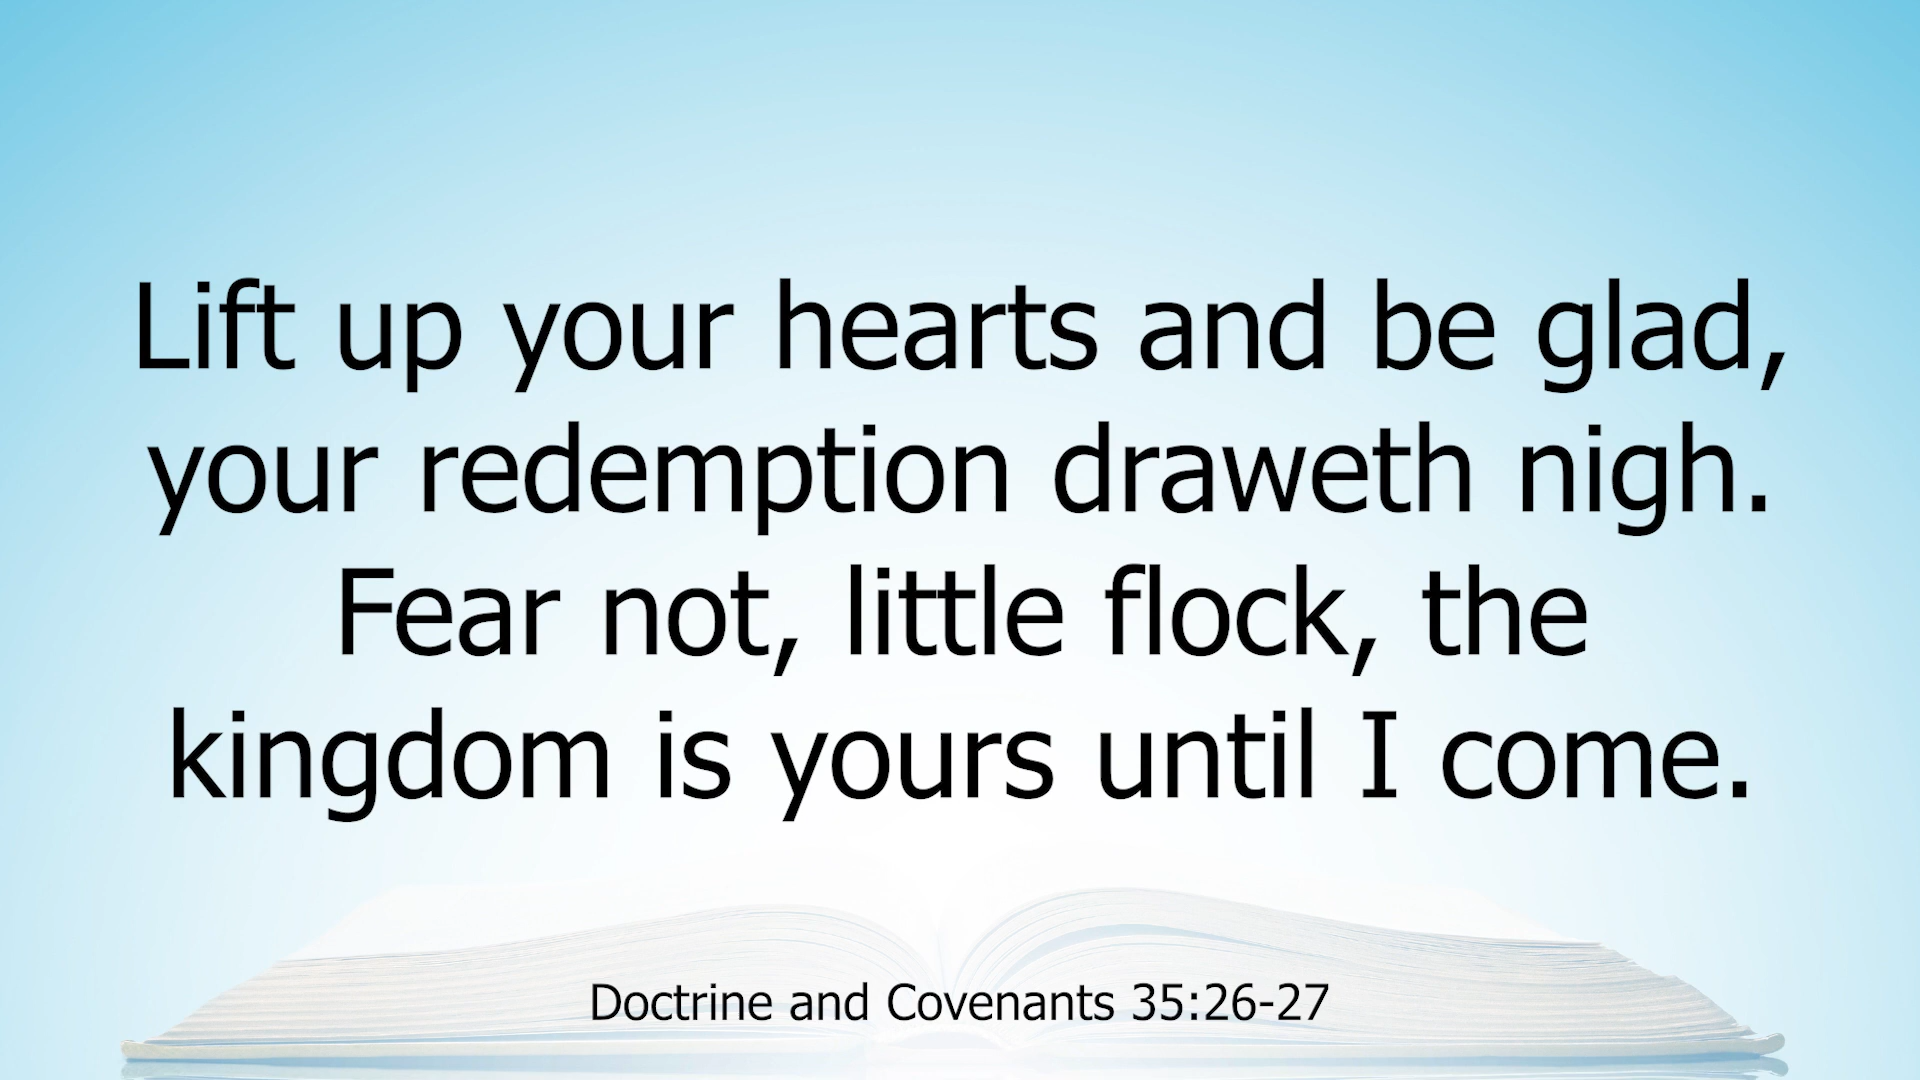 Lift up your hearts and be glad,
your redemption draweth nigh.
Fear not, little flock, the
kingdom is yours until I come.
Doctrine and Covenants 35:26-27